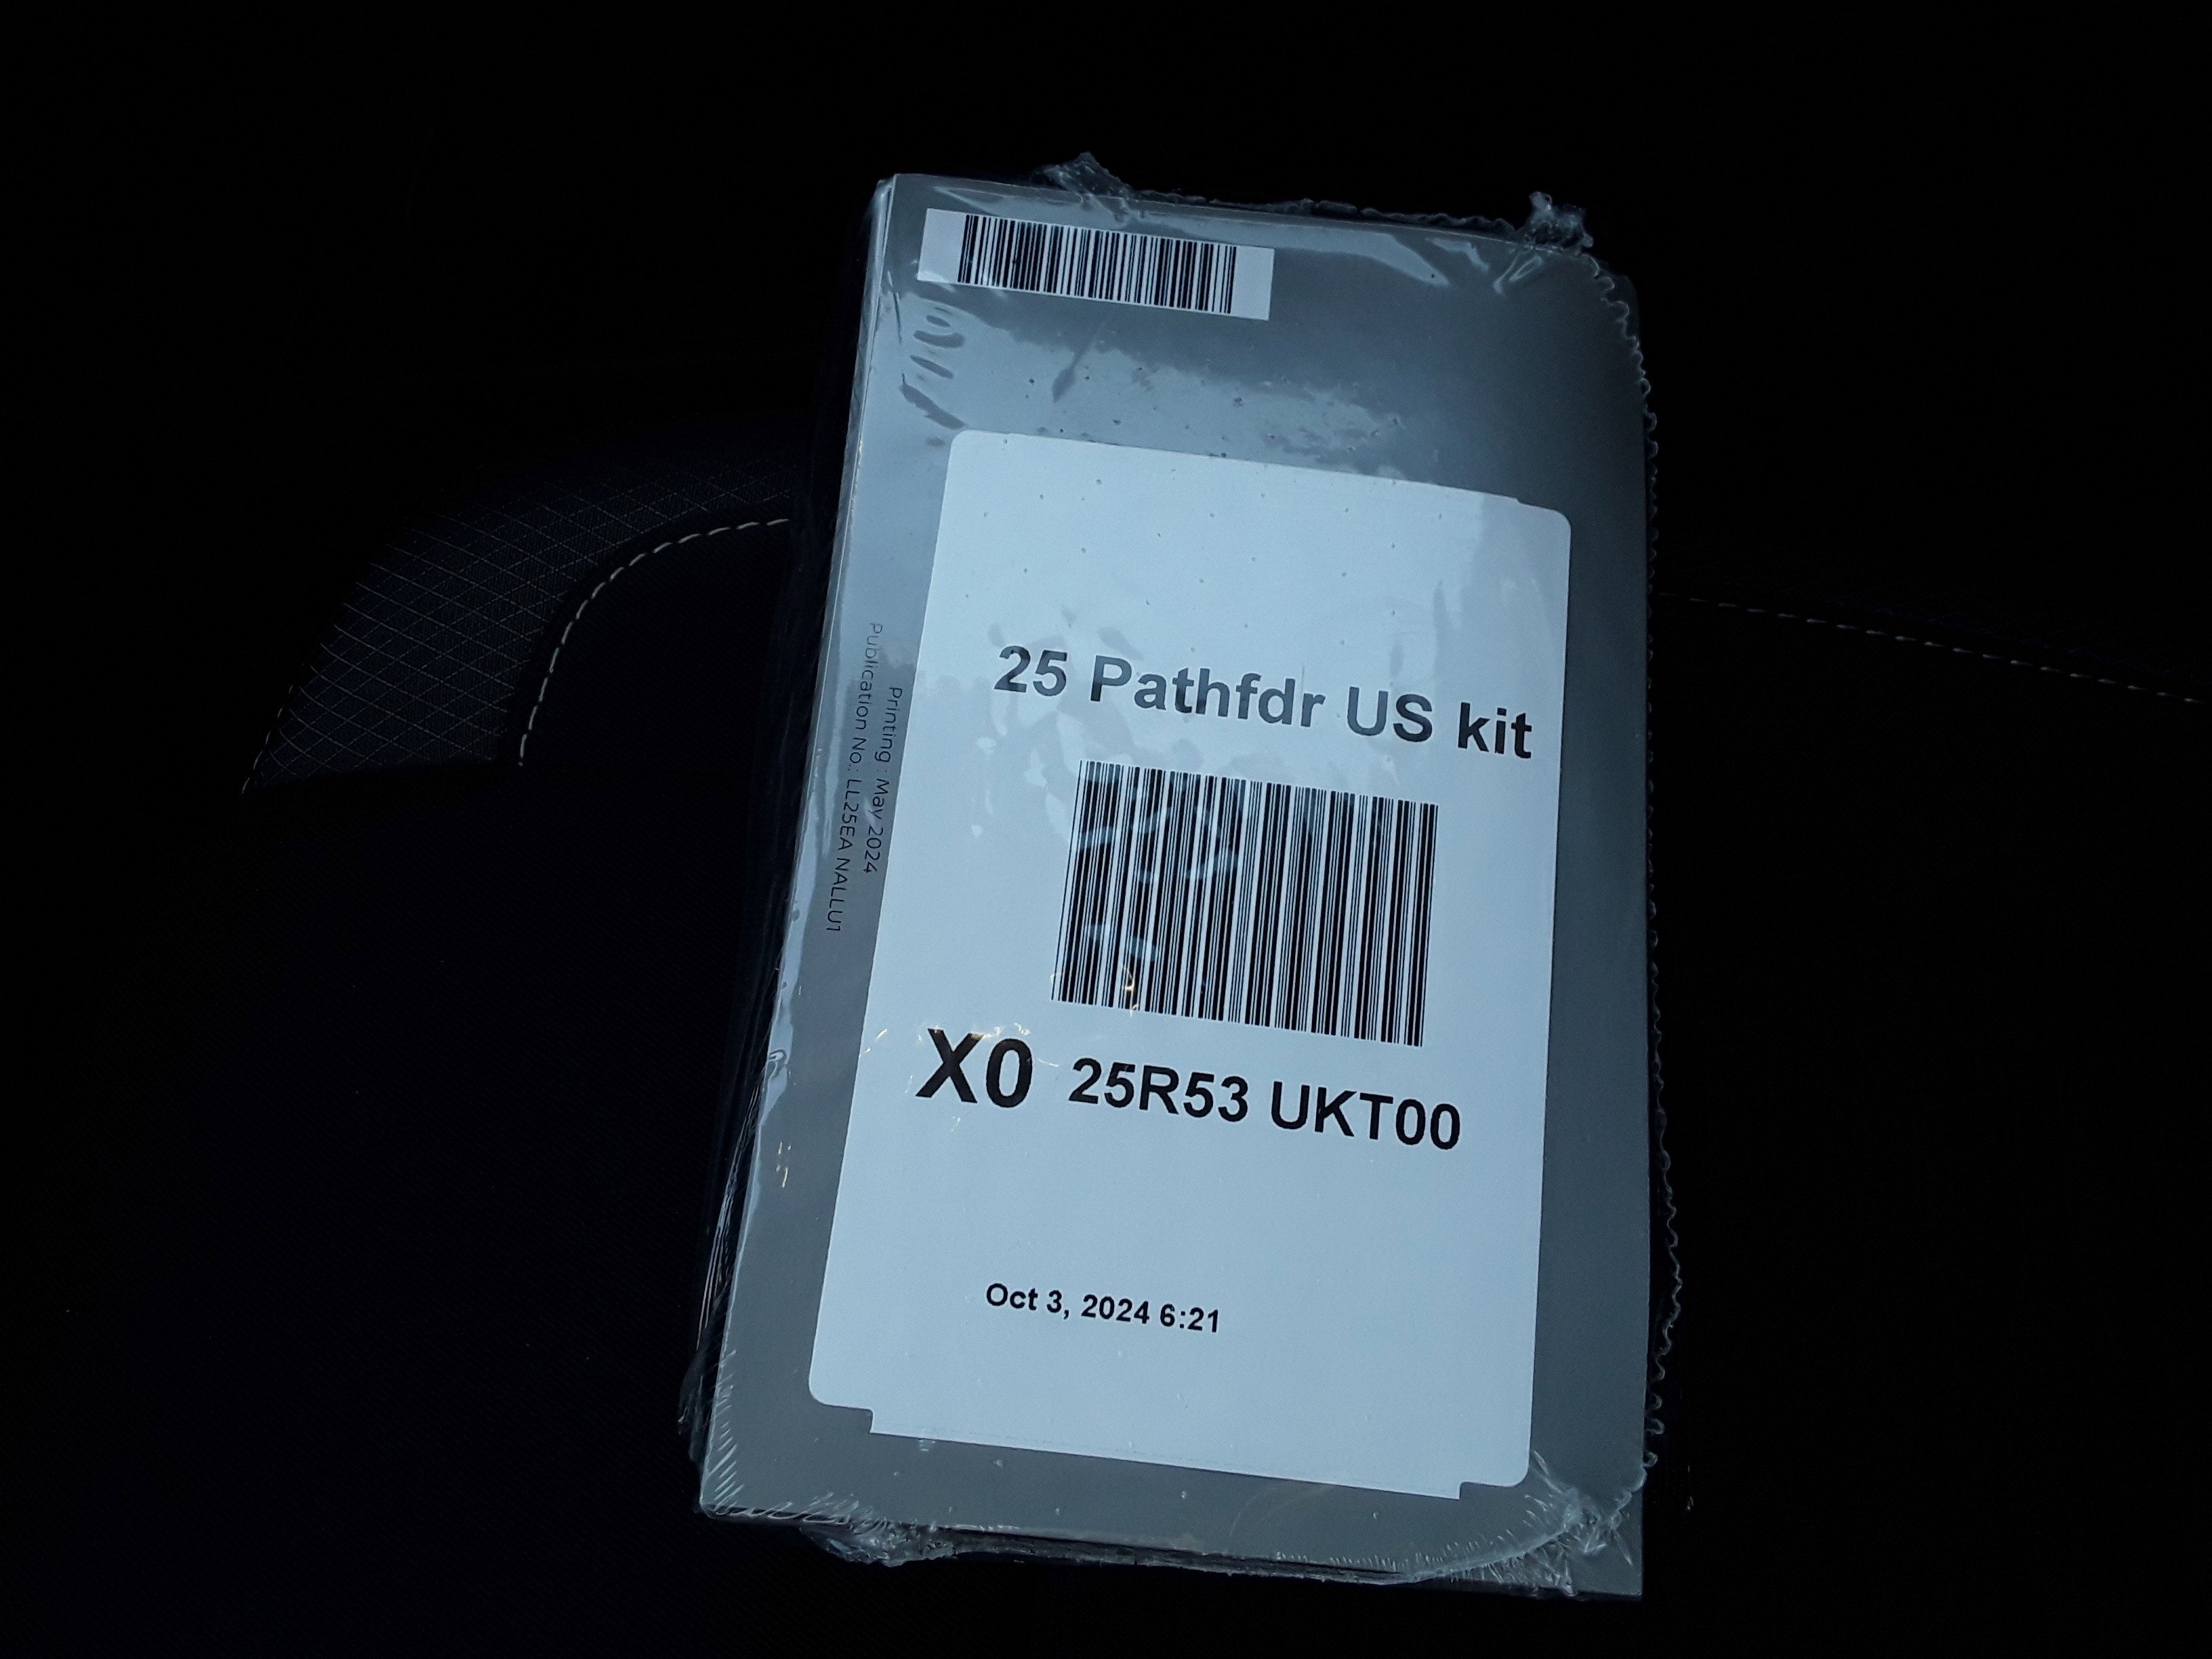 25 Pathfdr US kit
X0 25R53 UKT00
Oct 3, 2024 6:21
Printing : May 2024
Publication No.: LL25EA NALLU1